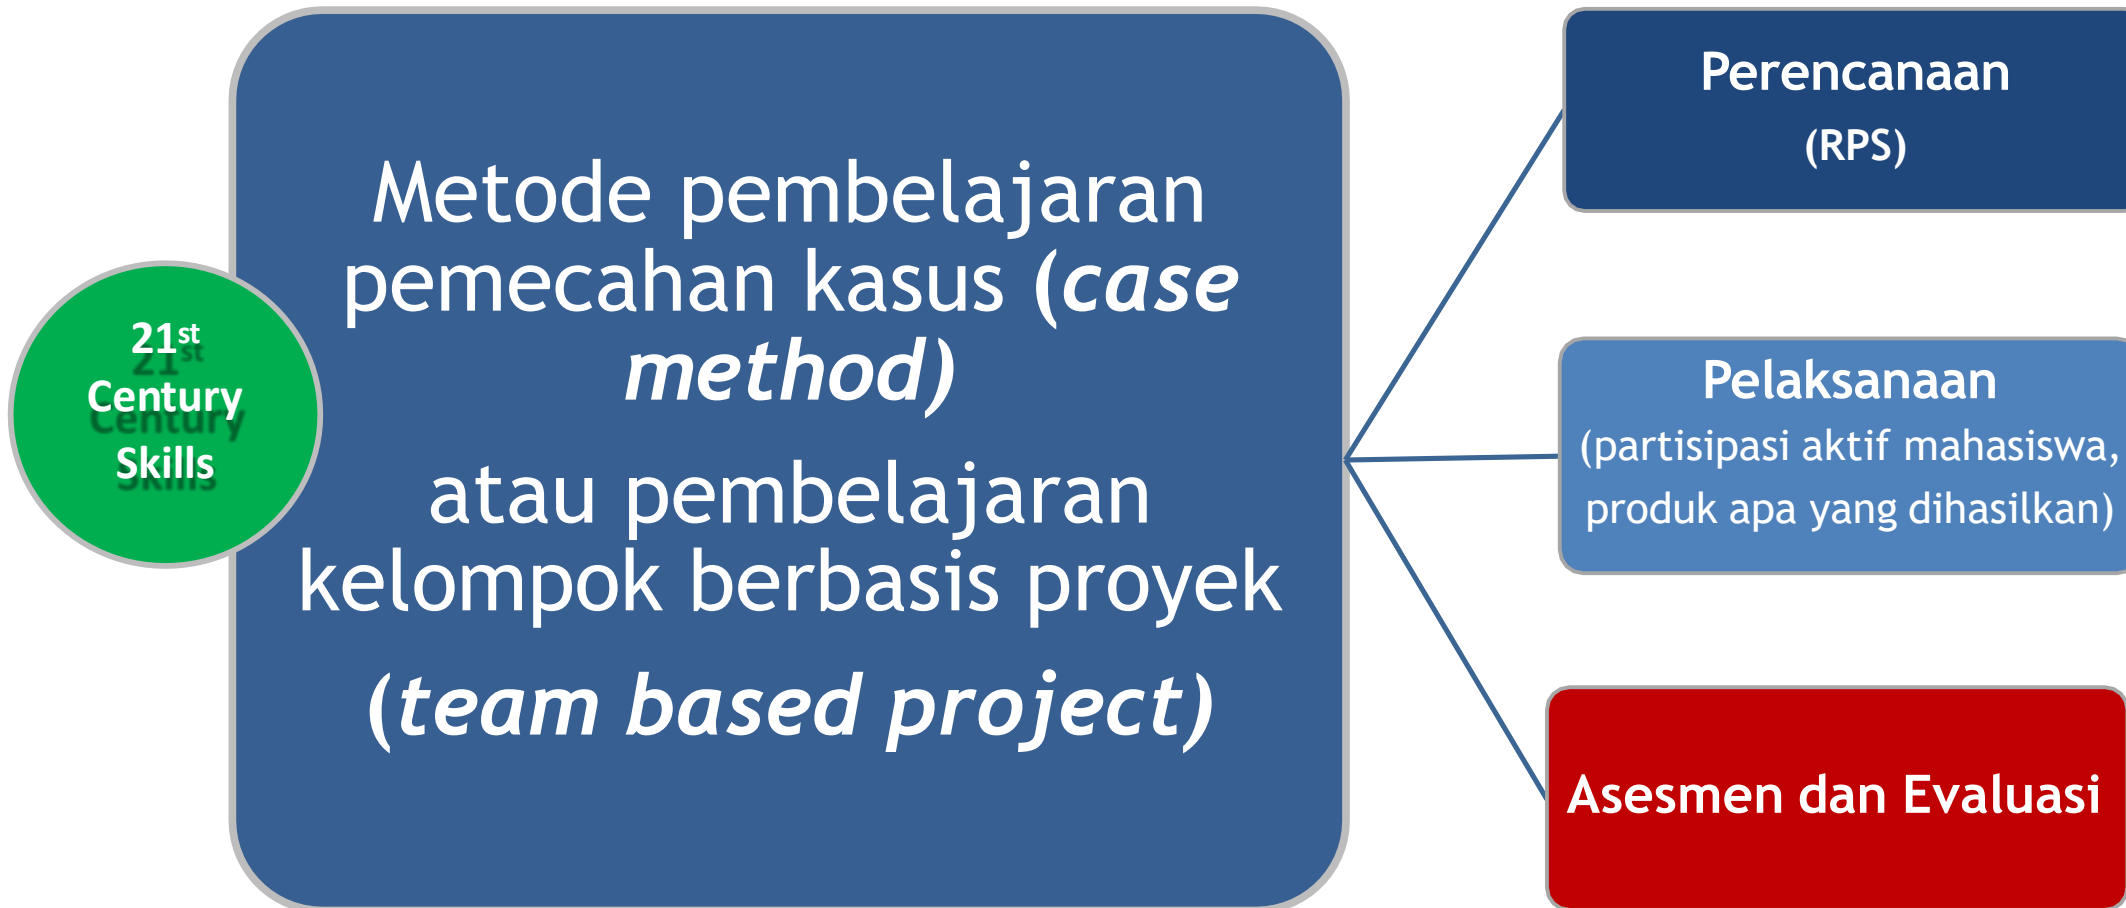 21st
Century
Skills
Metode pembelajaran
pemecahan kasus (case
method)
atau pembelajaran
kelompok berbasis proyek
(team based project)
Perencanaan
(RPS)
Pelaksanaan
(partisipasi aktif mahasiswa,
produk apa yang dihasilkan)
Asesmen dan Evaluasi